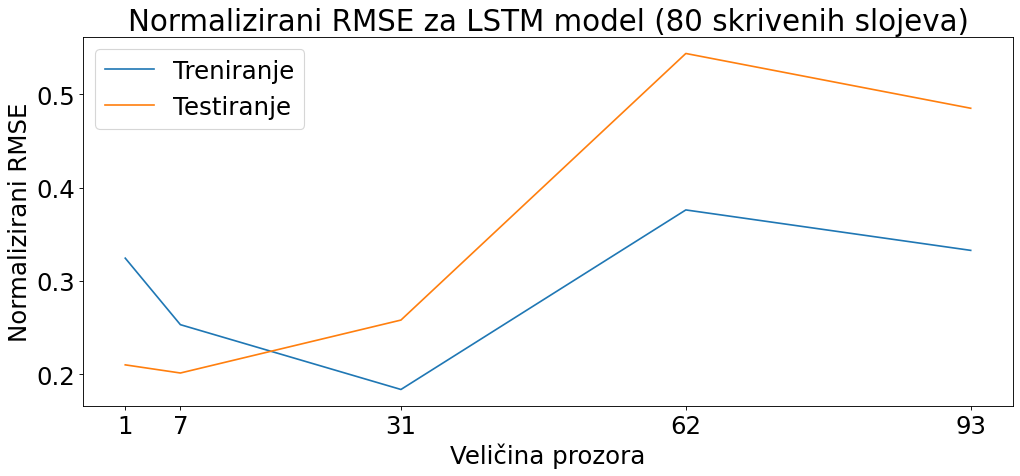 Normalizirani RMSE za LSTM model (80 skrivenih slojeva)
Treniranje
Testiranje
Normalizirani RMSE
0.5
0.4
0.3
0.2
1 7 31 62 93
Veličina prozora